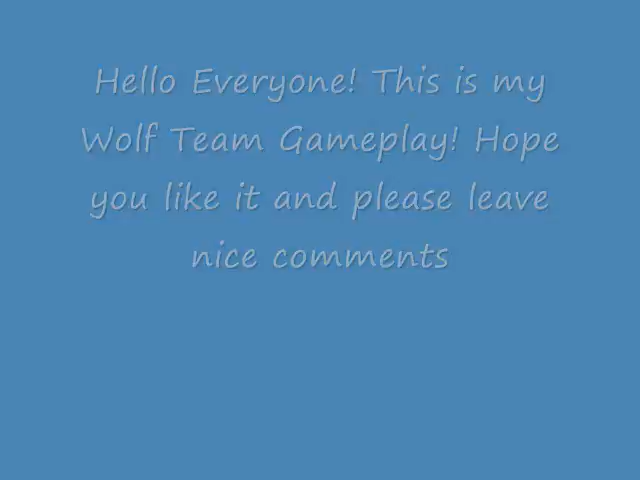 Hello Everyone! This is my
Wolf Team Gameplay! Hope
you like it and please leave
nice comments